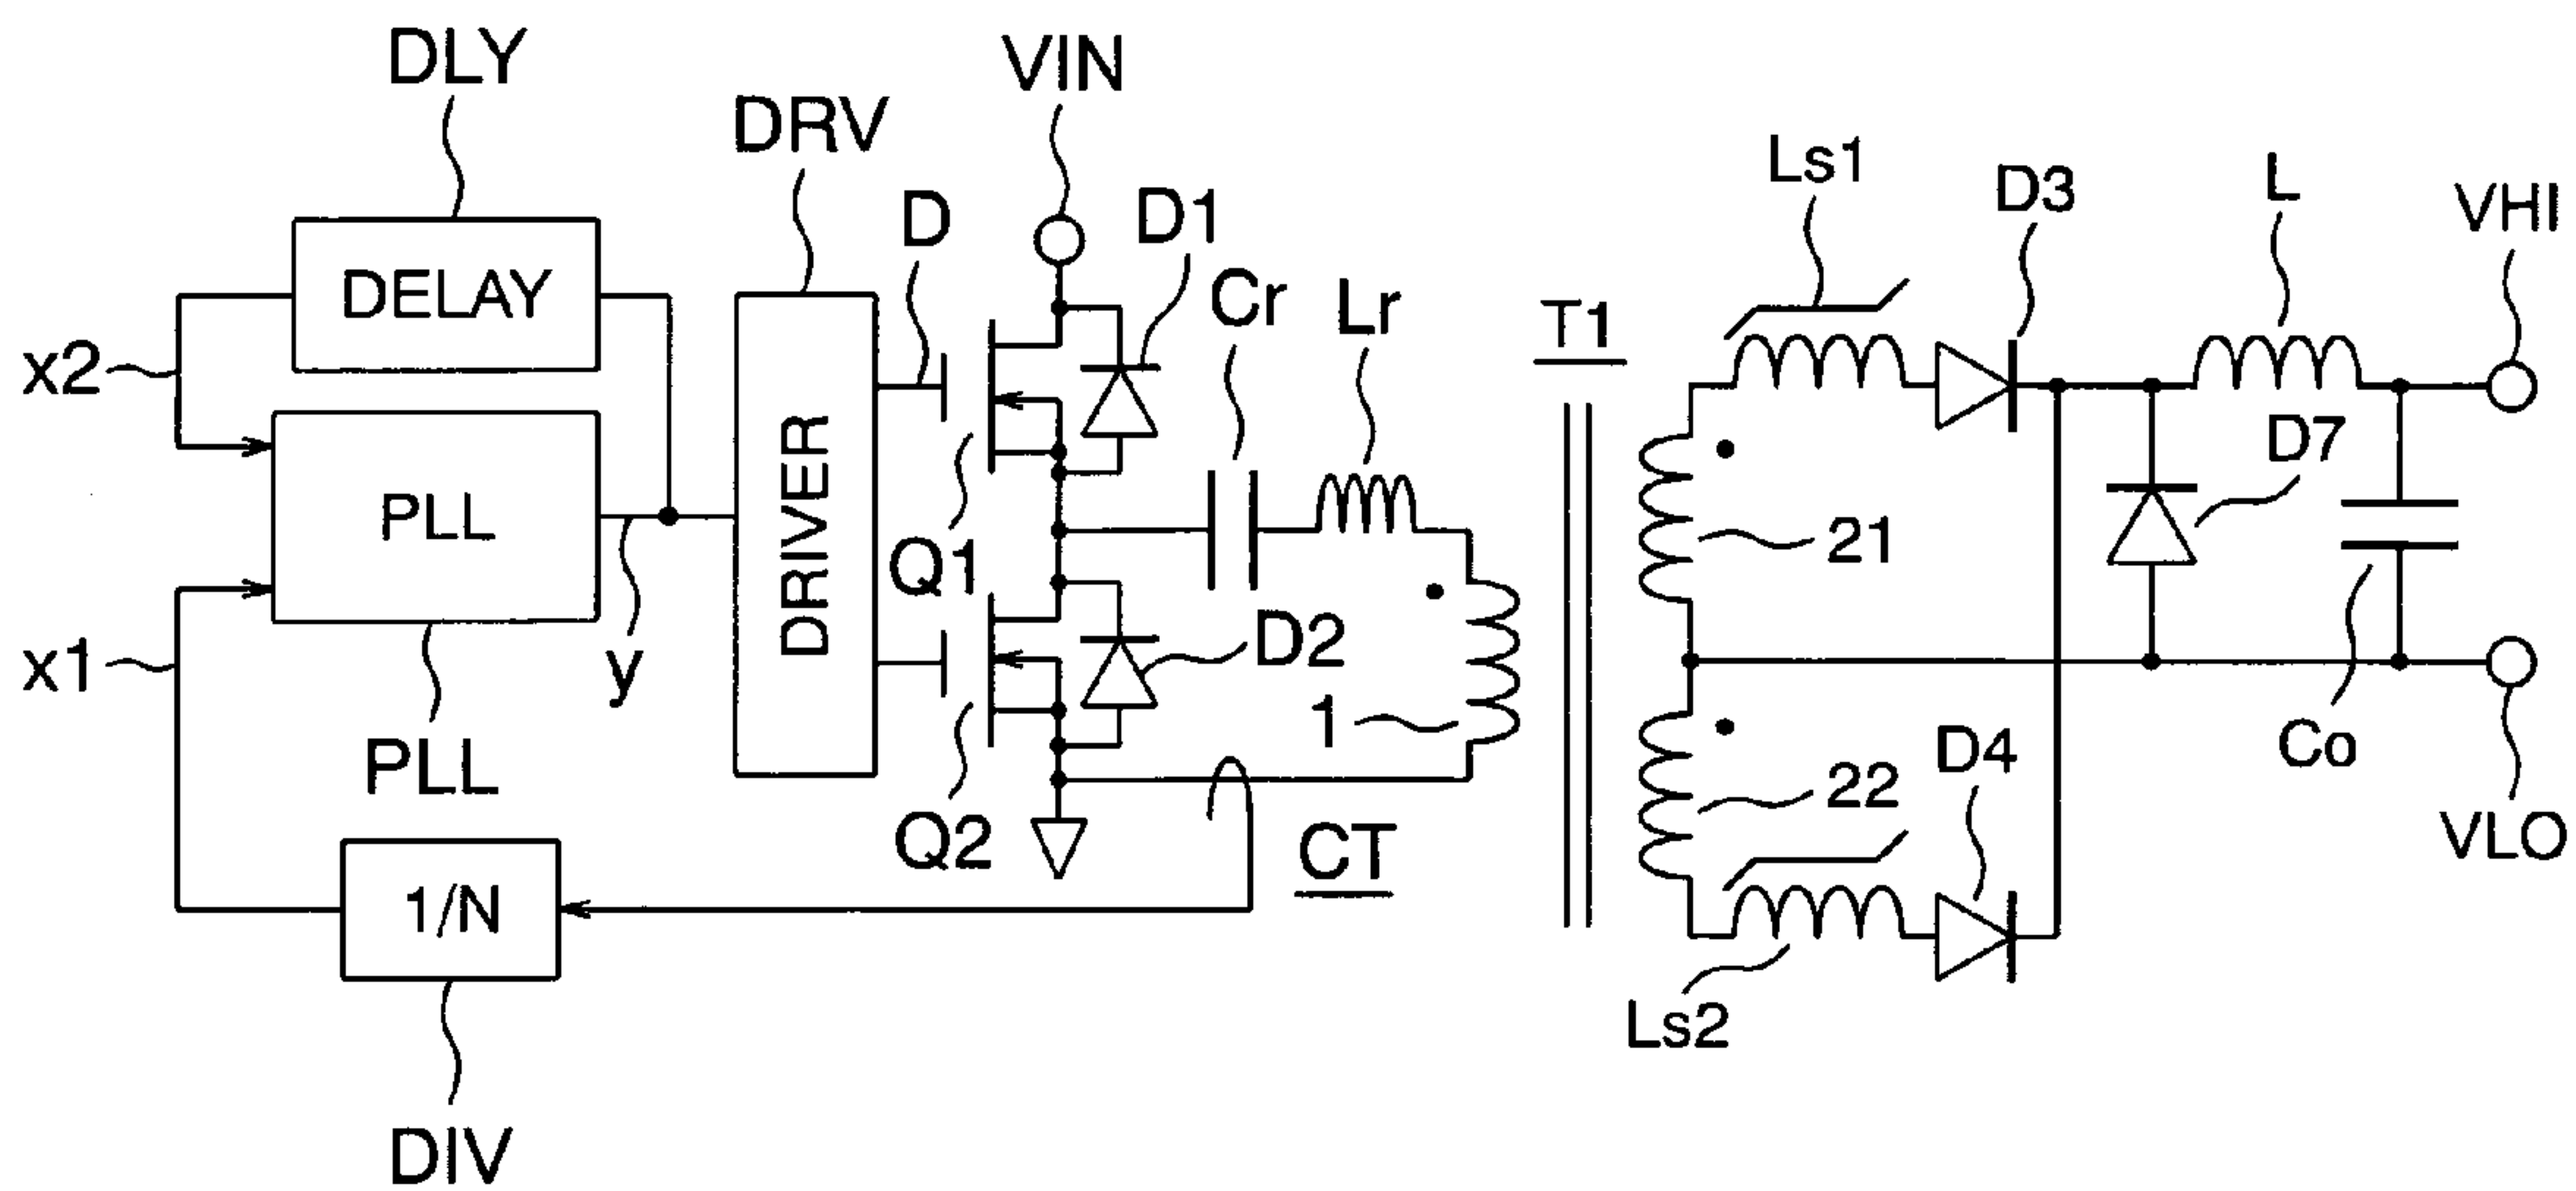 DLY
VIN
DRV
Ls1
D3
L
VHI
D
D1
Cr
Lr
T1
DELAY
x2
D7
PLL
DRIVER
21
Q1
x1
y
D2
1
PLL
Co
22
D4
Q2
CT
VLO
1/N
Ls2
DIV